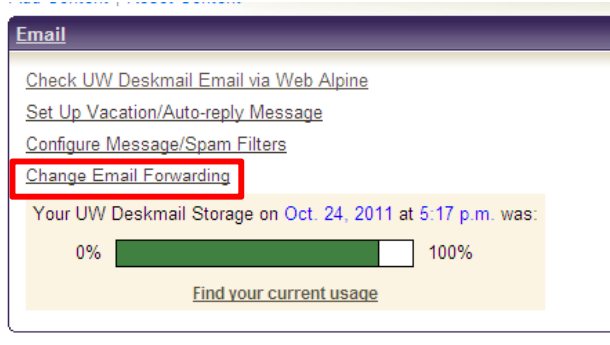 Email
Check UW Deskmail Email via Web Alpine
Set Up Vacation/Auto-reply Message
Configure Message/Spam Filters
Change Email Forwarding
Your UW Deskmail Storage on Oct. 24, 2011 at 5:17 p.m. was:
0% 100%
Find your current usage